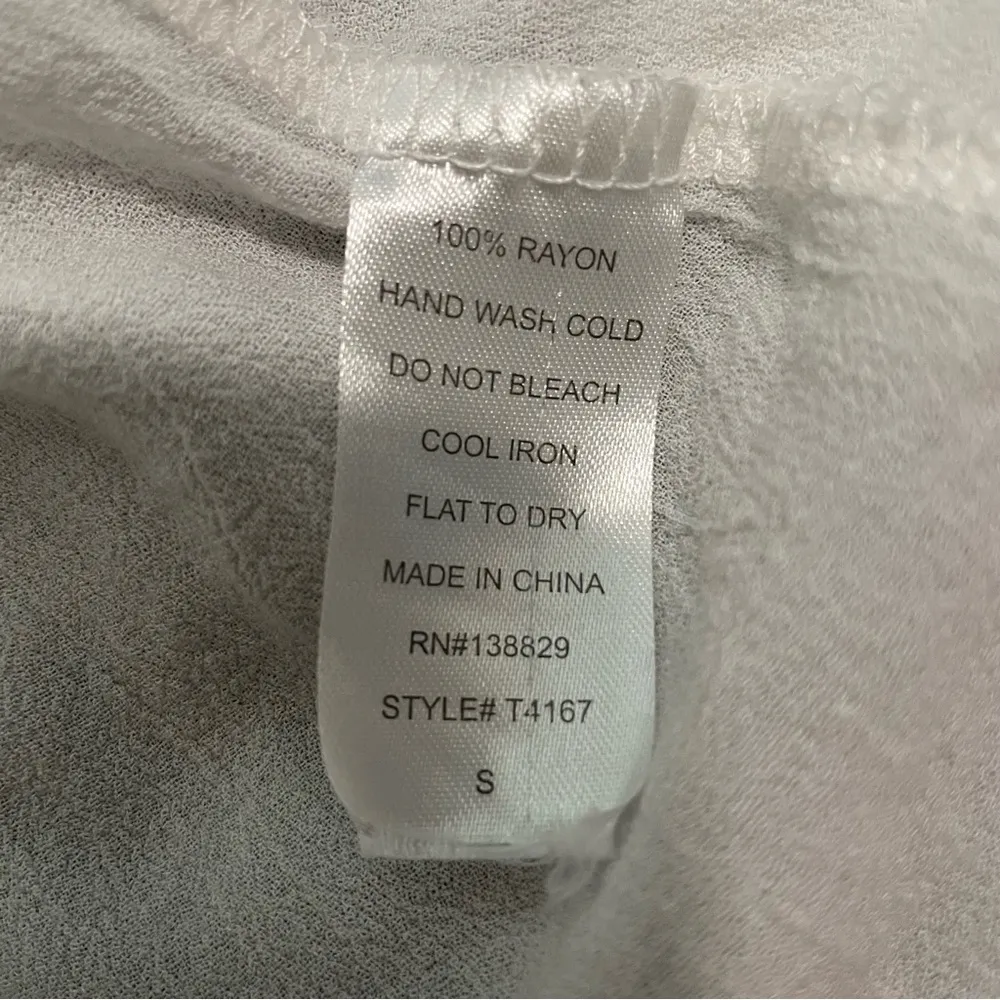 100% RAYON
HAND WASH COLD
DO NOT BLEACH
COOL IRON
FLAT TO DRY
MADE IN CHINA
RN#138829
STYLE# T4167
S